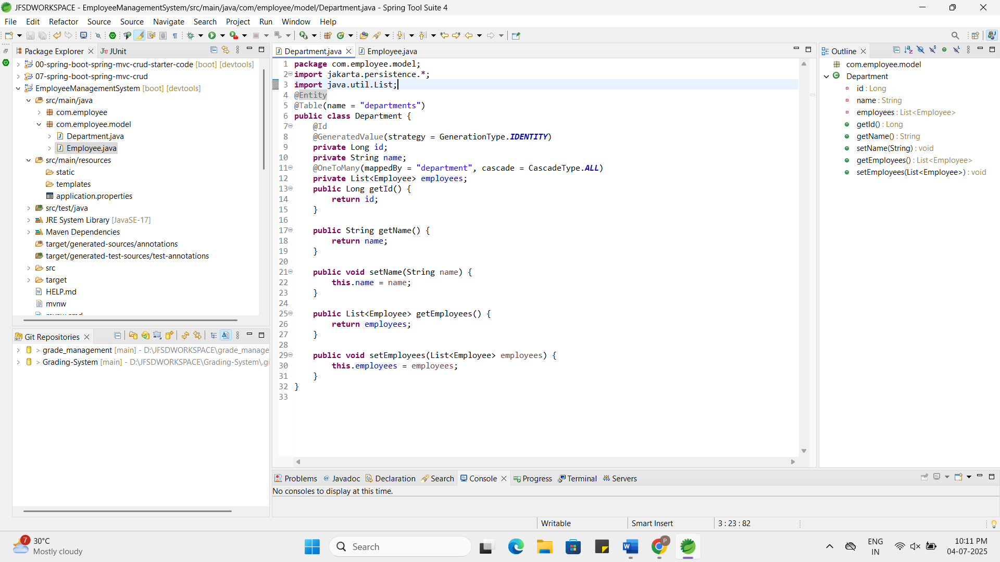 JFSDWORKSPACE - EmployeeManagementSystem/src/main/java/com/employee/model/Department.java - Spring Tool Suite 4
File Edit Refactor Source Source Navigate Search Project Run Window Help
Package Explorer JUnit
00-spring-boot-spring-mvc-crud-starter-code [boot] [devtools]
07-spring-boot-spring-mvc-crud
EmployeeManagementSystem [boot] [devtools]
src/main/java
com.employee
com.employee.model
Department.java
Employee.java
src/main/resources
static
templates
application.properties
src/test/java
JRE System Library [JavaSE-17]
Maven Dependencies
target/generated-sources/annotations
target/generated-test-sources/test-annotations
src
target
HELP.md
mvnw
Git Repositories
> grade_management [main] - D:\JFSDWORKSPACE\grade_manage
> Grading-System [main] - D:\JFSDWORKSPACE\Grading-System\.gi
Department.java Employee.java
1 package com.employee.model;
2 import jakarta.persistence.*;
3 import java.util.List;
4 @Entity
5 @Table(name = "departments")
6 public class Department {
7 @Id
8 @GeneratedValue(strategy = GenerationType.IDENTITY)
9 private Long id;
10 private String name;
11 @OneToMany(mappedBy = "department", cascade = CascadeType.ALL)
12 private List<Employee> employees;
13 public Long getId() {
14 return id;
15 }
16
17 public String getName() {
18 return name;
19 }
20
21 public void setName(String name) {
22 this.name = name;
23 }
24
25 public List<Employee> getEmployees() {
26 return employees;
27 }
28
29 public void setEmployees(List<Employee> employees) {
30 this.employees = employees;
31 }
32 }
33
Outline
com.employee.model
Department
id : Long
name : String
employees : List<Employee>
getId() : Long
getName() : String
setName(String) : void
getEmployees() : List<Employee>
setEmployees(List<Employee>) : void
Problems Javadoc Declaration Search Console Progress Terminal Servers
No consoles to display at this time.
Writable Smart Insert 3 : 23 : 82
7 30°C
Mostly cloudy
Search
ENG
IN
10:11 PM
04-07-2025